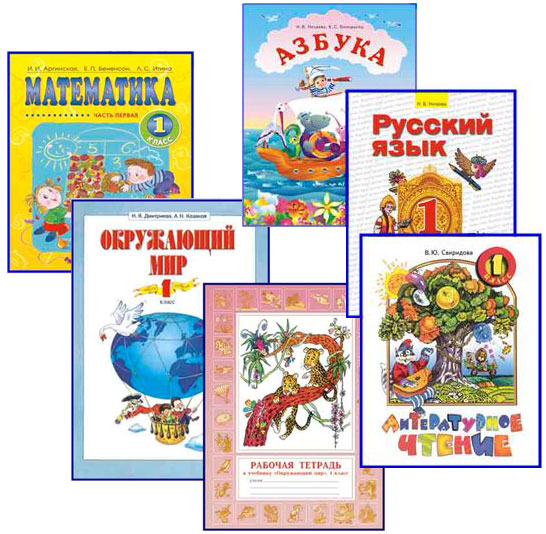 И. И. Аргинская, Е. П. Бененсон, Л. С. Итина
МАТЕМАТИКА
ЧАСТЬ ПЕРВАЯ
1
КЛАСС
Н. В. Нечаева, К. С. Белорусец
АЗБУКА
Н. В. Нечаева
Русский
язык
1
Н. Я. Дмитриева, А. Н. Казаков
ОКРУЖАЮЩИЙ
МИР
1
КЛАСС
В. Ю. Свиридова
1
КЛАСС
ЛИТЕРАТУРНОЕ
ЧТЕНИЕ
РАБОЧАЯ ТЕТРАДЬ
к учебнику «Окружающий мир», 1 класс